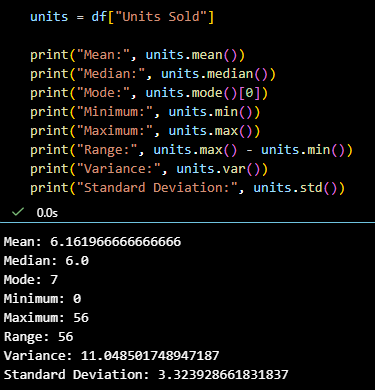 units = df["Units Sold"]
print("Mean:", units.mean())
print("Median:", units.median())
print("Mode:", units.mode()[0])
print("Minimum:", units.min())
print("Maximum:", units.max())
print("Range:", units.max() - units.min())
print("Variance:", units.var())
print("Standard Deviation:", units.std())
0.0s
Mean: 6.161966666666666
Median: 6.0
Mode: 7
Minimum: 0
Maximum: 56
Range: 56
Variance: 11.048501748947187
Standard Deviation: 3.323928661831837